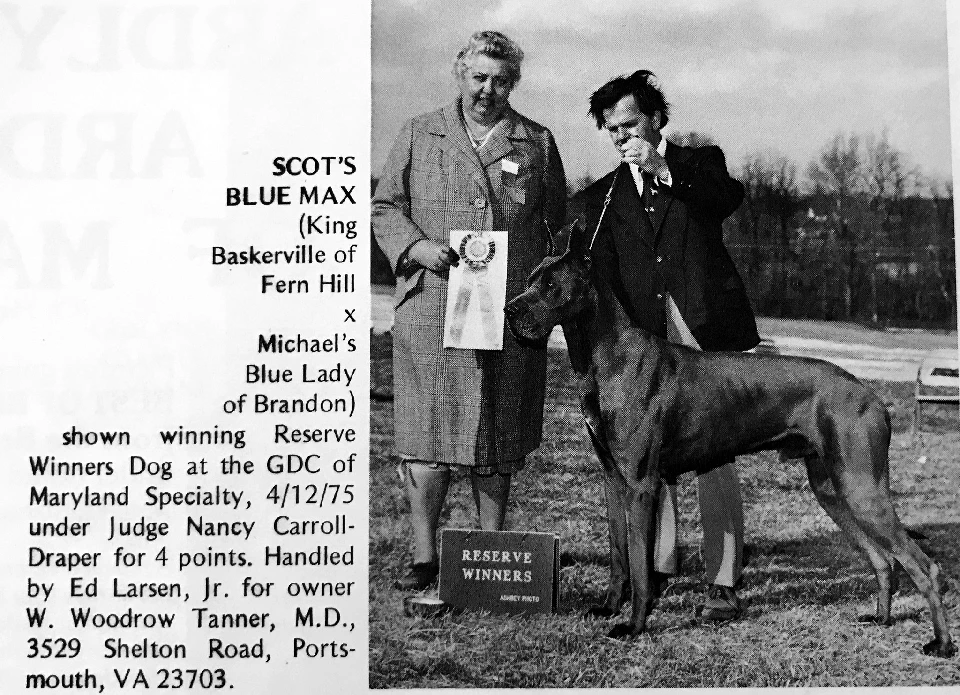 SCOT'S
BLUE MAX
(King
Baskerville of
Fern Hill
x
Michael's
Blue Lady
of Brandon)
shown winning Reserve
Winners Dog at the GDC of
Maryland Specialty, 4/12/75
under Judge Nancy Carroll-
Draper for 4 points. Handled
by Ed Larsen, Jr. for owner
W. Woodrow Tanner, M.D.,
3529 Shelton Road, Ports-
mouth, VA 23703.
RESERVE
WINNERS
ASHBEY PHOTO